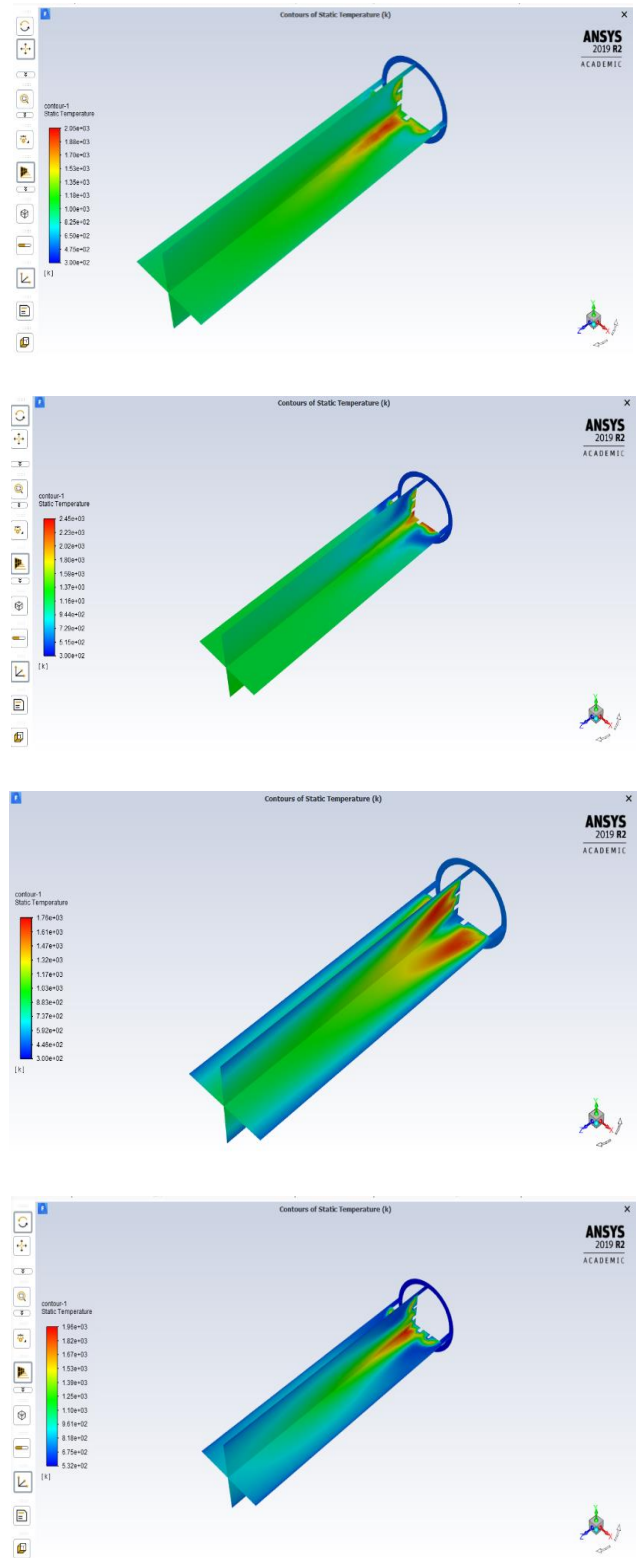 Contours of Static Temperature (k)
ANSYS
2019 R2
ACADEMIC
contour-1
Static Temperature
2.05e+03
1.88e+03
1.70e+03
1.53e+03
1.35e+03
1.18e+03
1.00e+03
8.25e+02
6.50e+02
4.75e+02
3.00e+02
[K]
Y
Z
X
Contours of Static Temperature (k)
ANSYS
2019 R2
ACADEMIC
contour-1
Static Temperature
2.45e+03
2.23e+03
2.02e+03
1.80e+03
1.59e+03
1.37e+03
1.16e+03
9.44e+02
7.29e+02
5.15e+02
3.00e+02
[k]
Y
Z
X
Contours of Static Temperature (k)
ANSYS
2019 R2
ACADEMIC
contour-1
Static Temperature
1.76e+03
1.61e+03
1.47e+03
1.32e+03
1.17e+03
1.03e+03
8.83e+02
7.37e+02
5.92e+02
4.46e+02
3.00e+02
[k]
Y
Z
X
Contours of Static Temperature (k)
ANSYS
2019 R2
ACADEMIC
contour-1
Static Temperature
1.96e+03
1.82e+03
1.67e+03
1.53e+03
1.39e+03
1.25e+03
1.10e+03
9.61e+02
8.18e+02
6.75e+02
5.32e+02
[k]
Y
Z
X